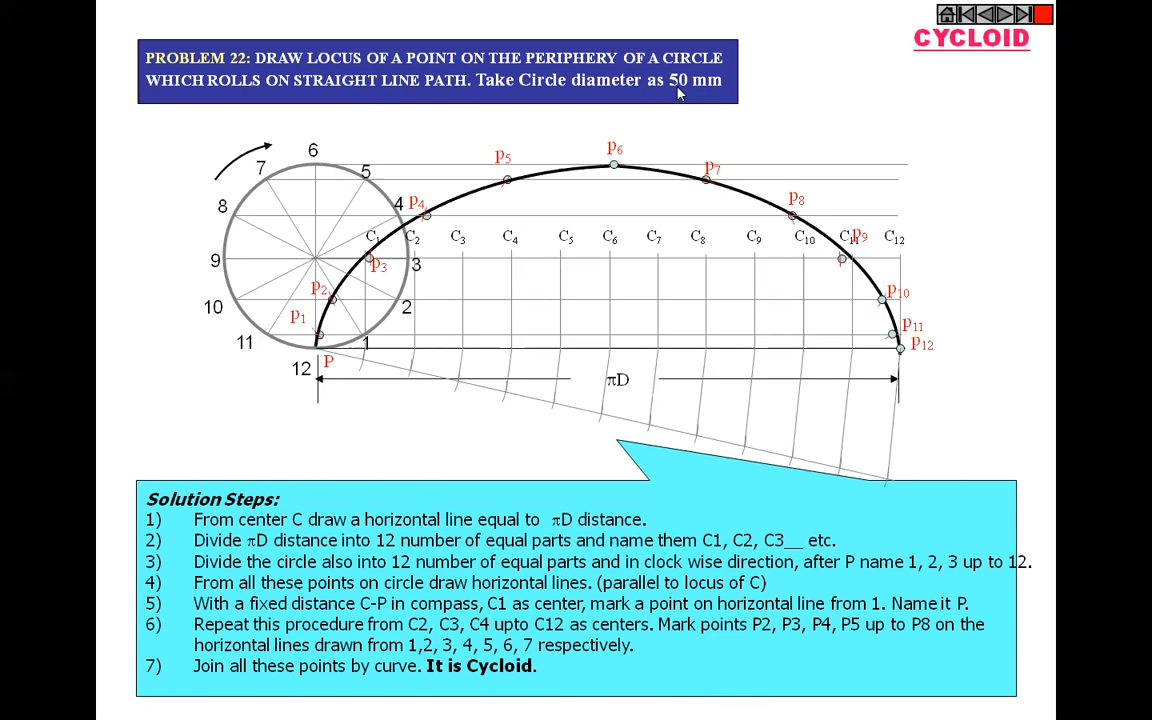 CYCLOID
PROBLEM 22: DRAW LOCUS OF A POINT ON THE PERIPHERY OF A CIRCLE
WHICH ROLLS ON STRAIGHT LINE PATH. Take Circle diameter as 50 mm
6
p6
7
5
p5
p7
8
4
p4
p8
C1 C2 C3 C4 C5 C6 C7 C8 C9 C10 C11 p9 C12
9
p3
3
10
p2
2
p10
p1
11
1
p11
p12
12
P
πD
Solution Steps:
1) From center C draw a horizontal line equal to πD distance.
2) Divide πD distance into 12 number of equal parts and name them C1, C2, C3__ etc.
3) Divide the circle also into 12 number of equal parts and in clock wise direction, after P name 1, 2, 3 up to 12.
4) From all these points on circle draw horizontal lines. (parallel to locus of C)
5) With a fixed distance C-P in compass, C1 as center, mark a point on horizontal line from 1. Name it P.
6) Repeat this procedure from C2, C3, C4 upto C12 as centers. Mark points P2, P3, P4, P5 up to P8 on the
horizontal lines drawn from 1,2, 3, 4, 5, 6, 7 respectively.
7) Join all these points by curve. It is Cycloid.